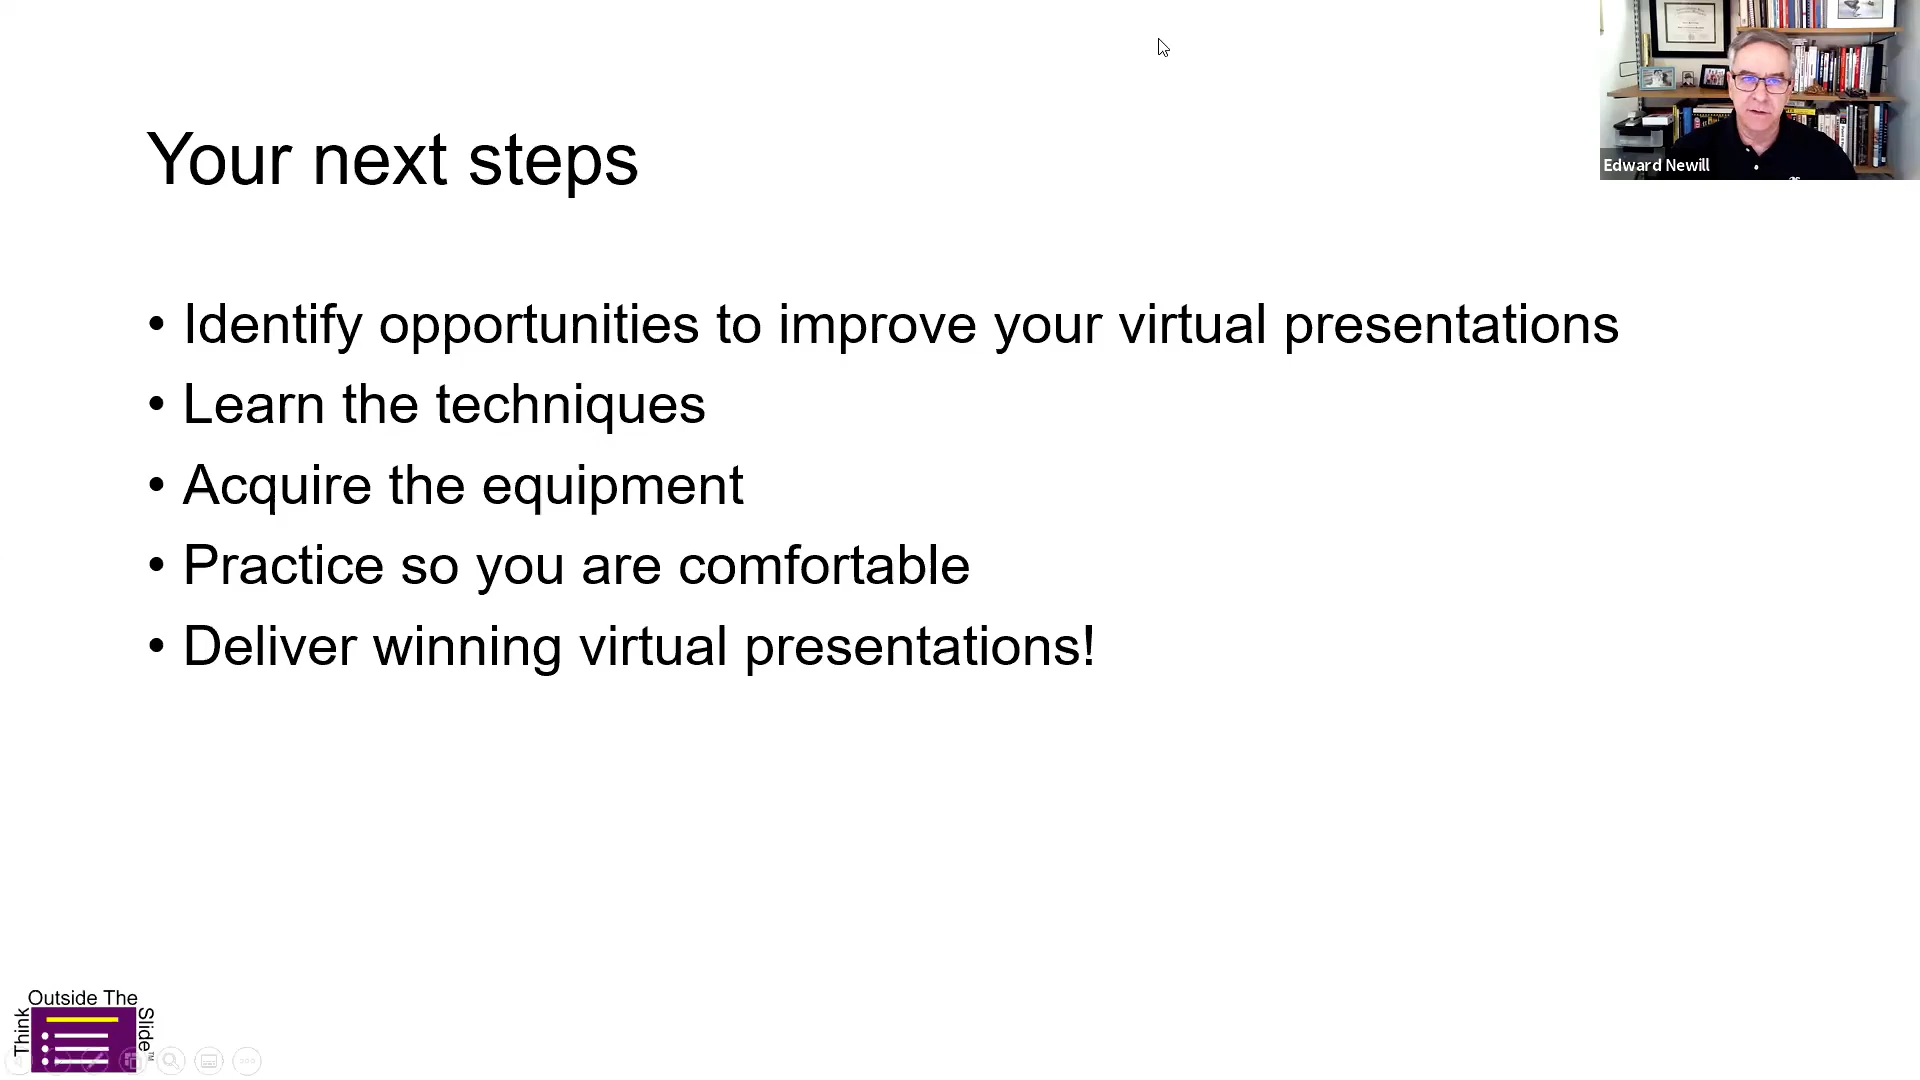 Your next steps
Edward Newill
• Identify opportunities to improve your virtual presentations
• Learn the techniques
• Acquire the equipment
• Practice so you are comfortable
• Deliver winning virtual presentations!
Think
Outside The
Slide™